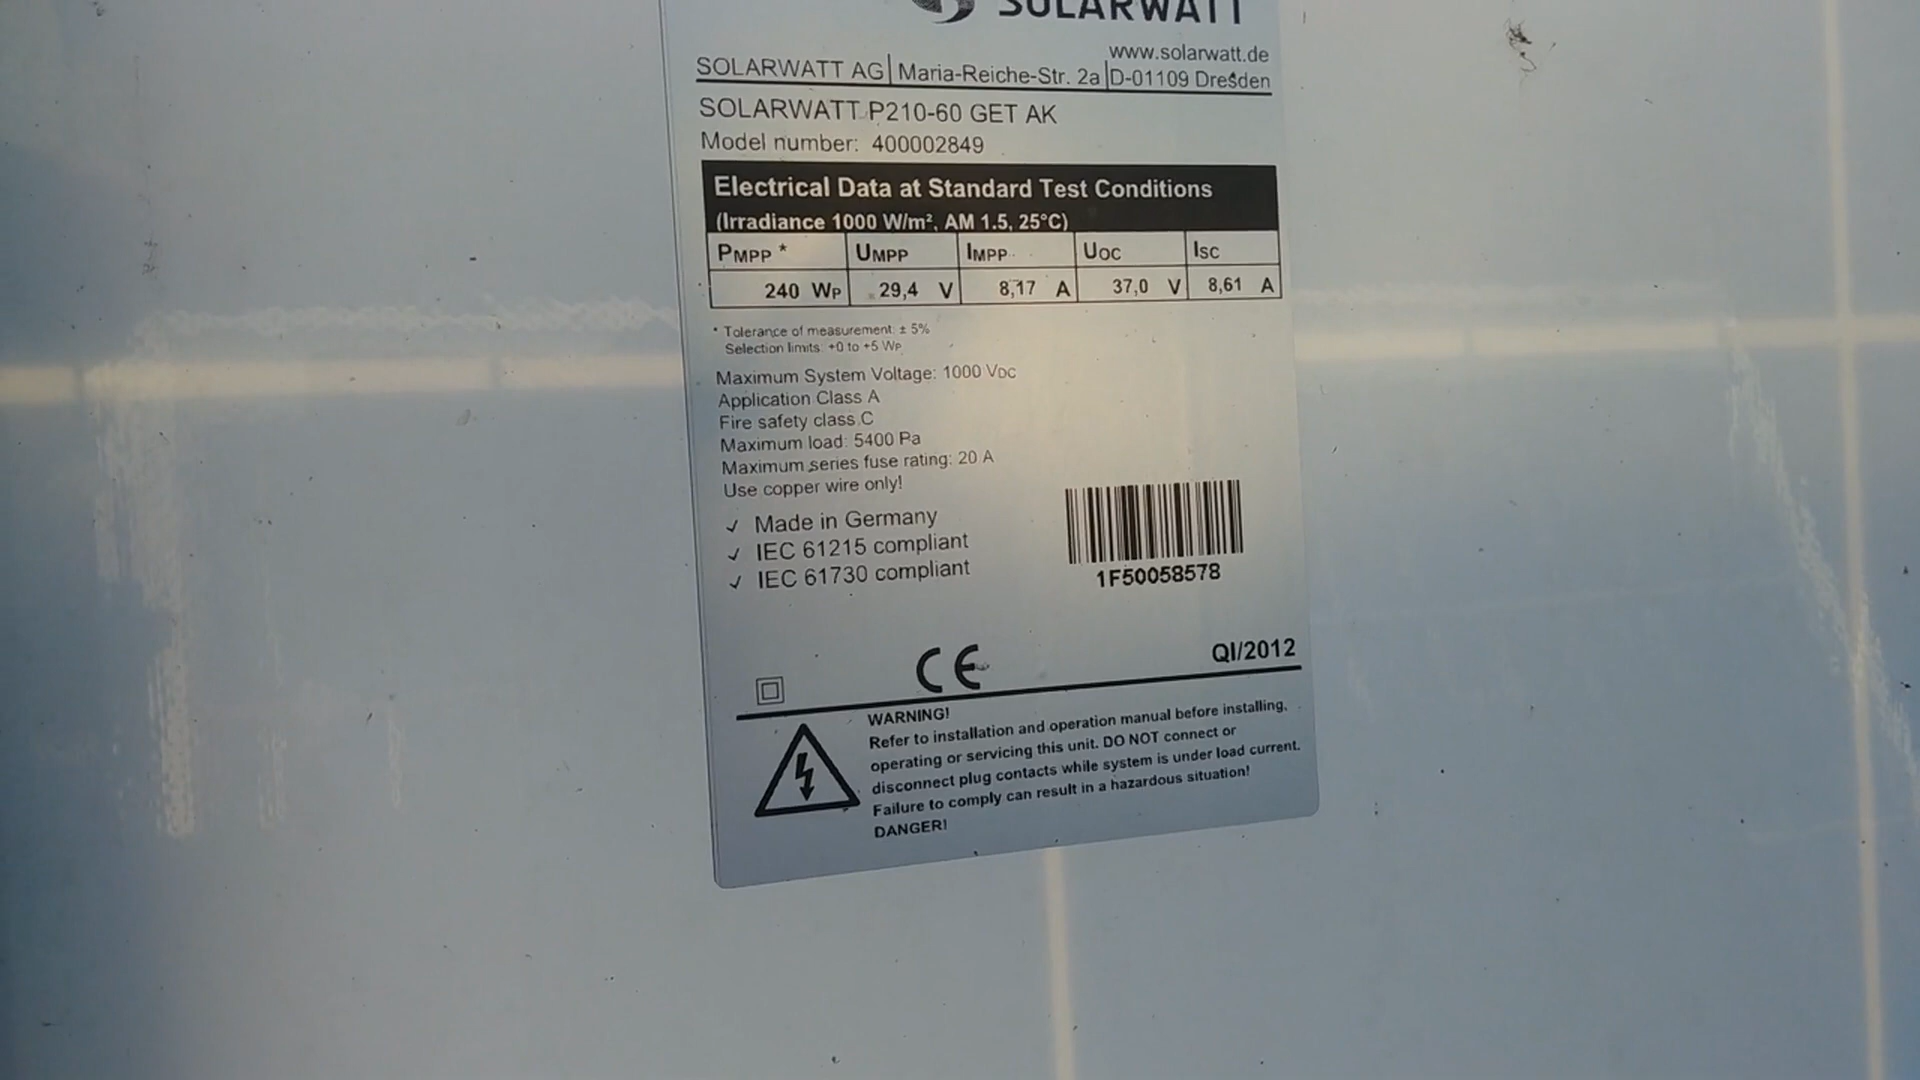 SOLARWATT
www.solarwatt.de
SOLARWATT AG | Maria-Reiche-Str. 2a | D-01109 Dresden
SOLARWATT P210-60 GET AK
Model number: 400002849
Electrical Data at Standard Test Conditions
(Irradiance 1000 W/m², AM 1.5, 25°C)
PMPP * UMPP IMPP UOC ISC
240 WP 29,4 V 8,17 A 37,0 V 8,61 A
* Tolerance of measurement: ± 5%
Selection limits: +0 to +5 WP
Maximum System Voltage: 1000 VDC
Application Class A
Fire safety class C
Maximum load: 5400 Pa
Maximum series fuse rating: 20 A
Use copper wire only!
✓ Made in Germany
✓ IEC 61215 compliant
✓ IEC 61730 compliant
1F50058578
CE
QI/2012
WARNING!
Refer to installation and operation manual before installing,
operating or servicing this unit. DO NOT connect or
disconnect plug contacts while system is under load current.
Failure to comply can result in a hazardous situation!
DANGER!